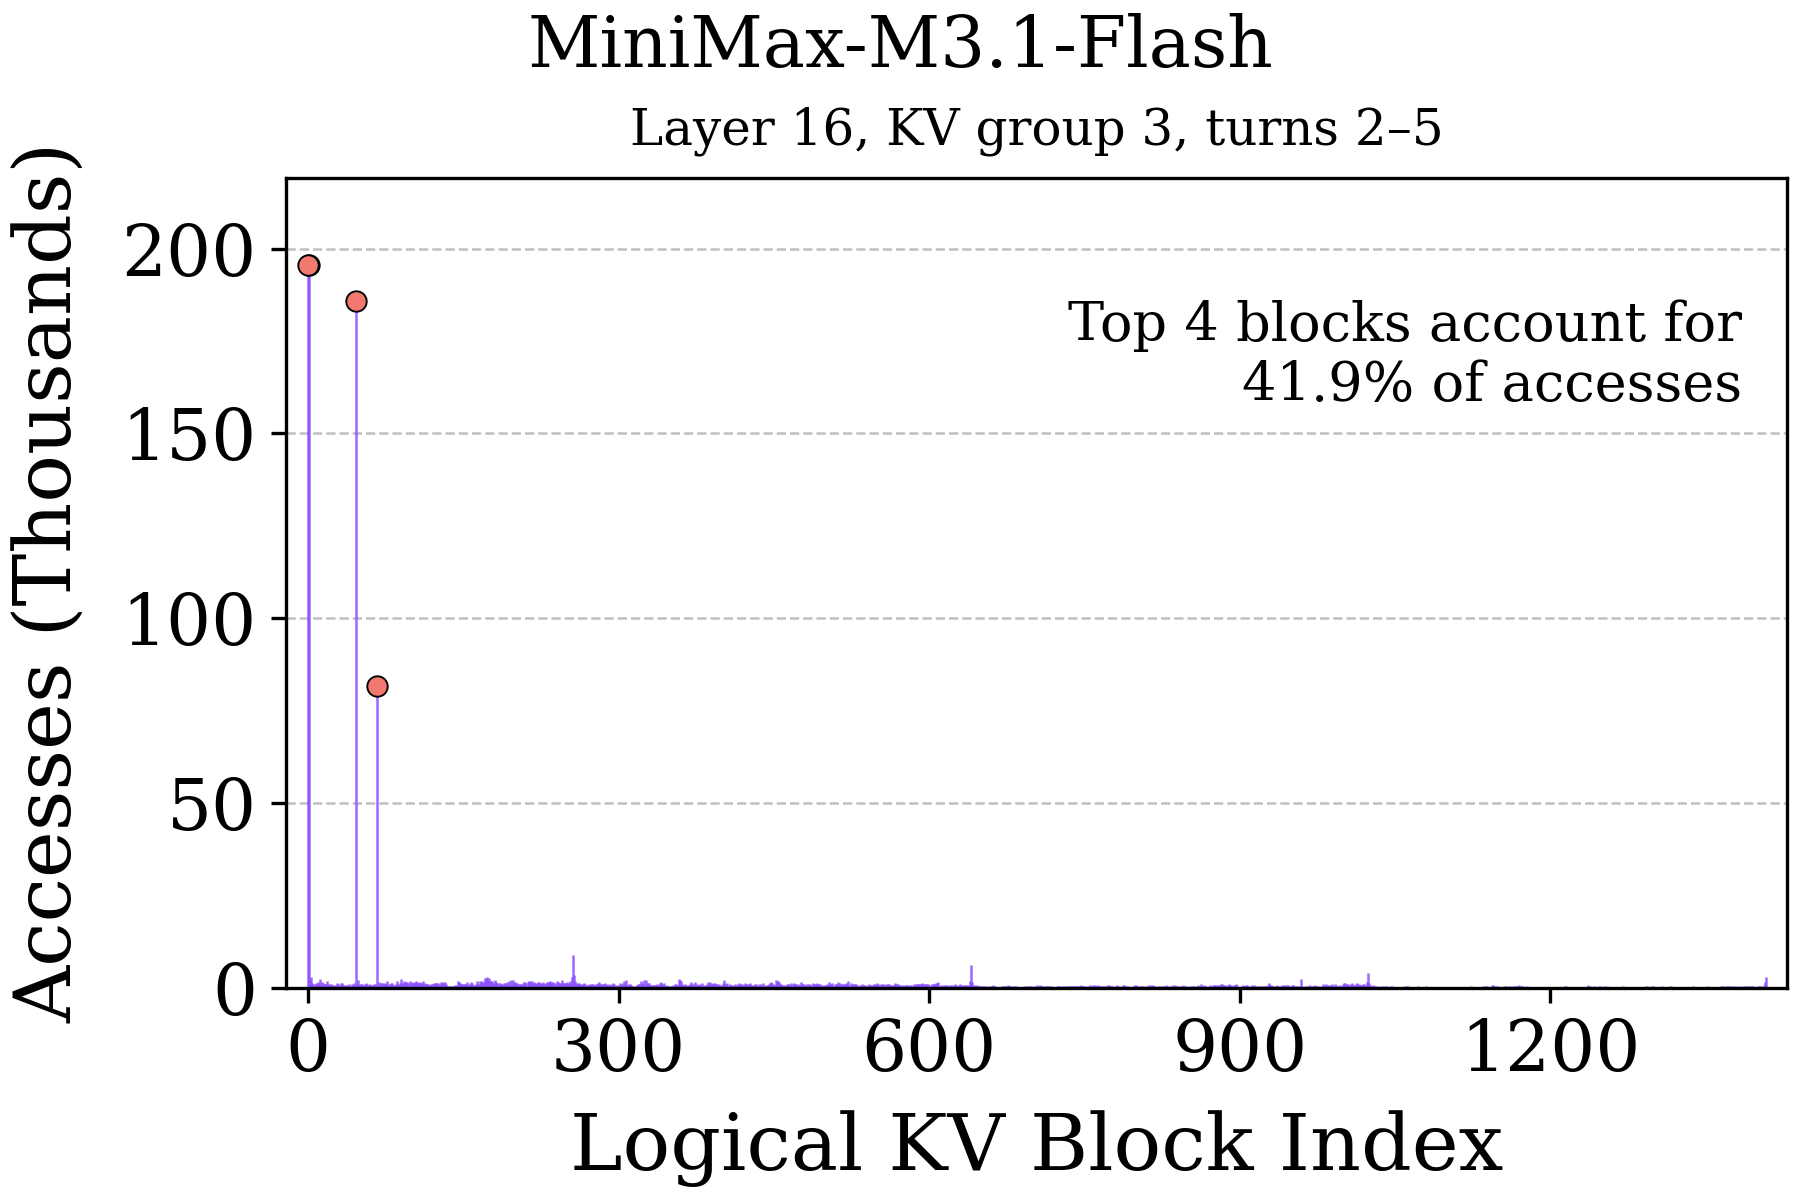 MiniMax-M3.1-Flash
Layer 16, KV group 3, turns 2–5
Accesses (Thousands)
200
150
100
50
0
Top 4 blocks account for
41.9% of accesses
0 300 600 900 1200
Logical KV Block Index